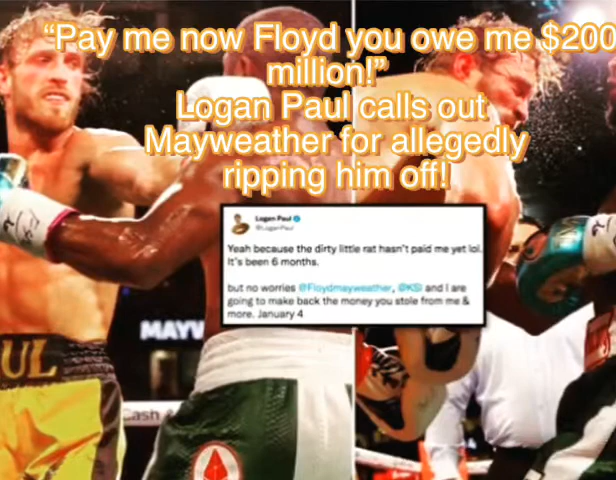 “Pay me now Floyd you owe me $200
million!”
Logan Paul calls out
Mayweather for allegedly
ripping him off!
Logan Paul
@LoganPaul
Yeah because the dirty little rat hasn't paid me yet lol.
It's been 6 months.
but no worries @Floydmayweather, @KSI and I are
going to make back the money you stole from me &
more. January 4
MAYW
UL
Cash